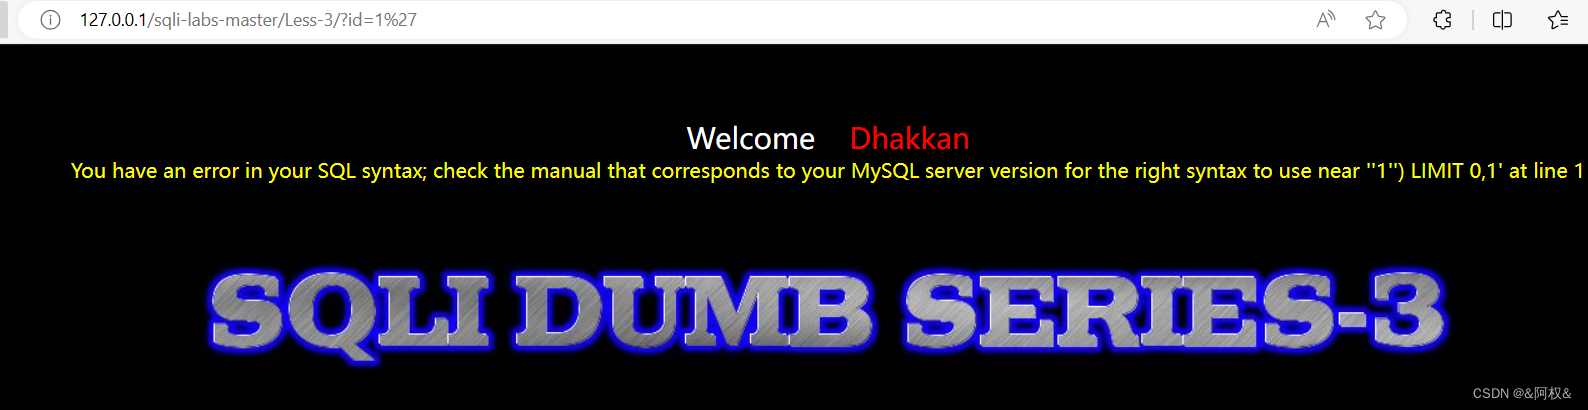 127.0.0.1/sqli-labs-master/Less-3/?id=1%27
Welcome Dhakkan
You have an error in your SQL syntax; check the manual that corresponds to your MySQL server version for the right syntax to use near ''1'') LIMIT 0,1' at line 1
SQLI DUMB SERIES-3
CSDN @&阿权&